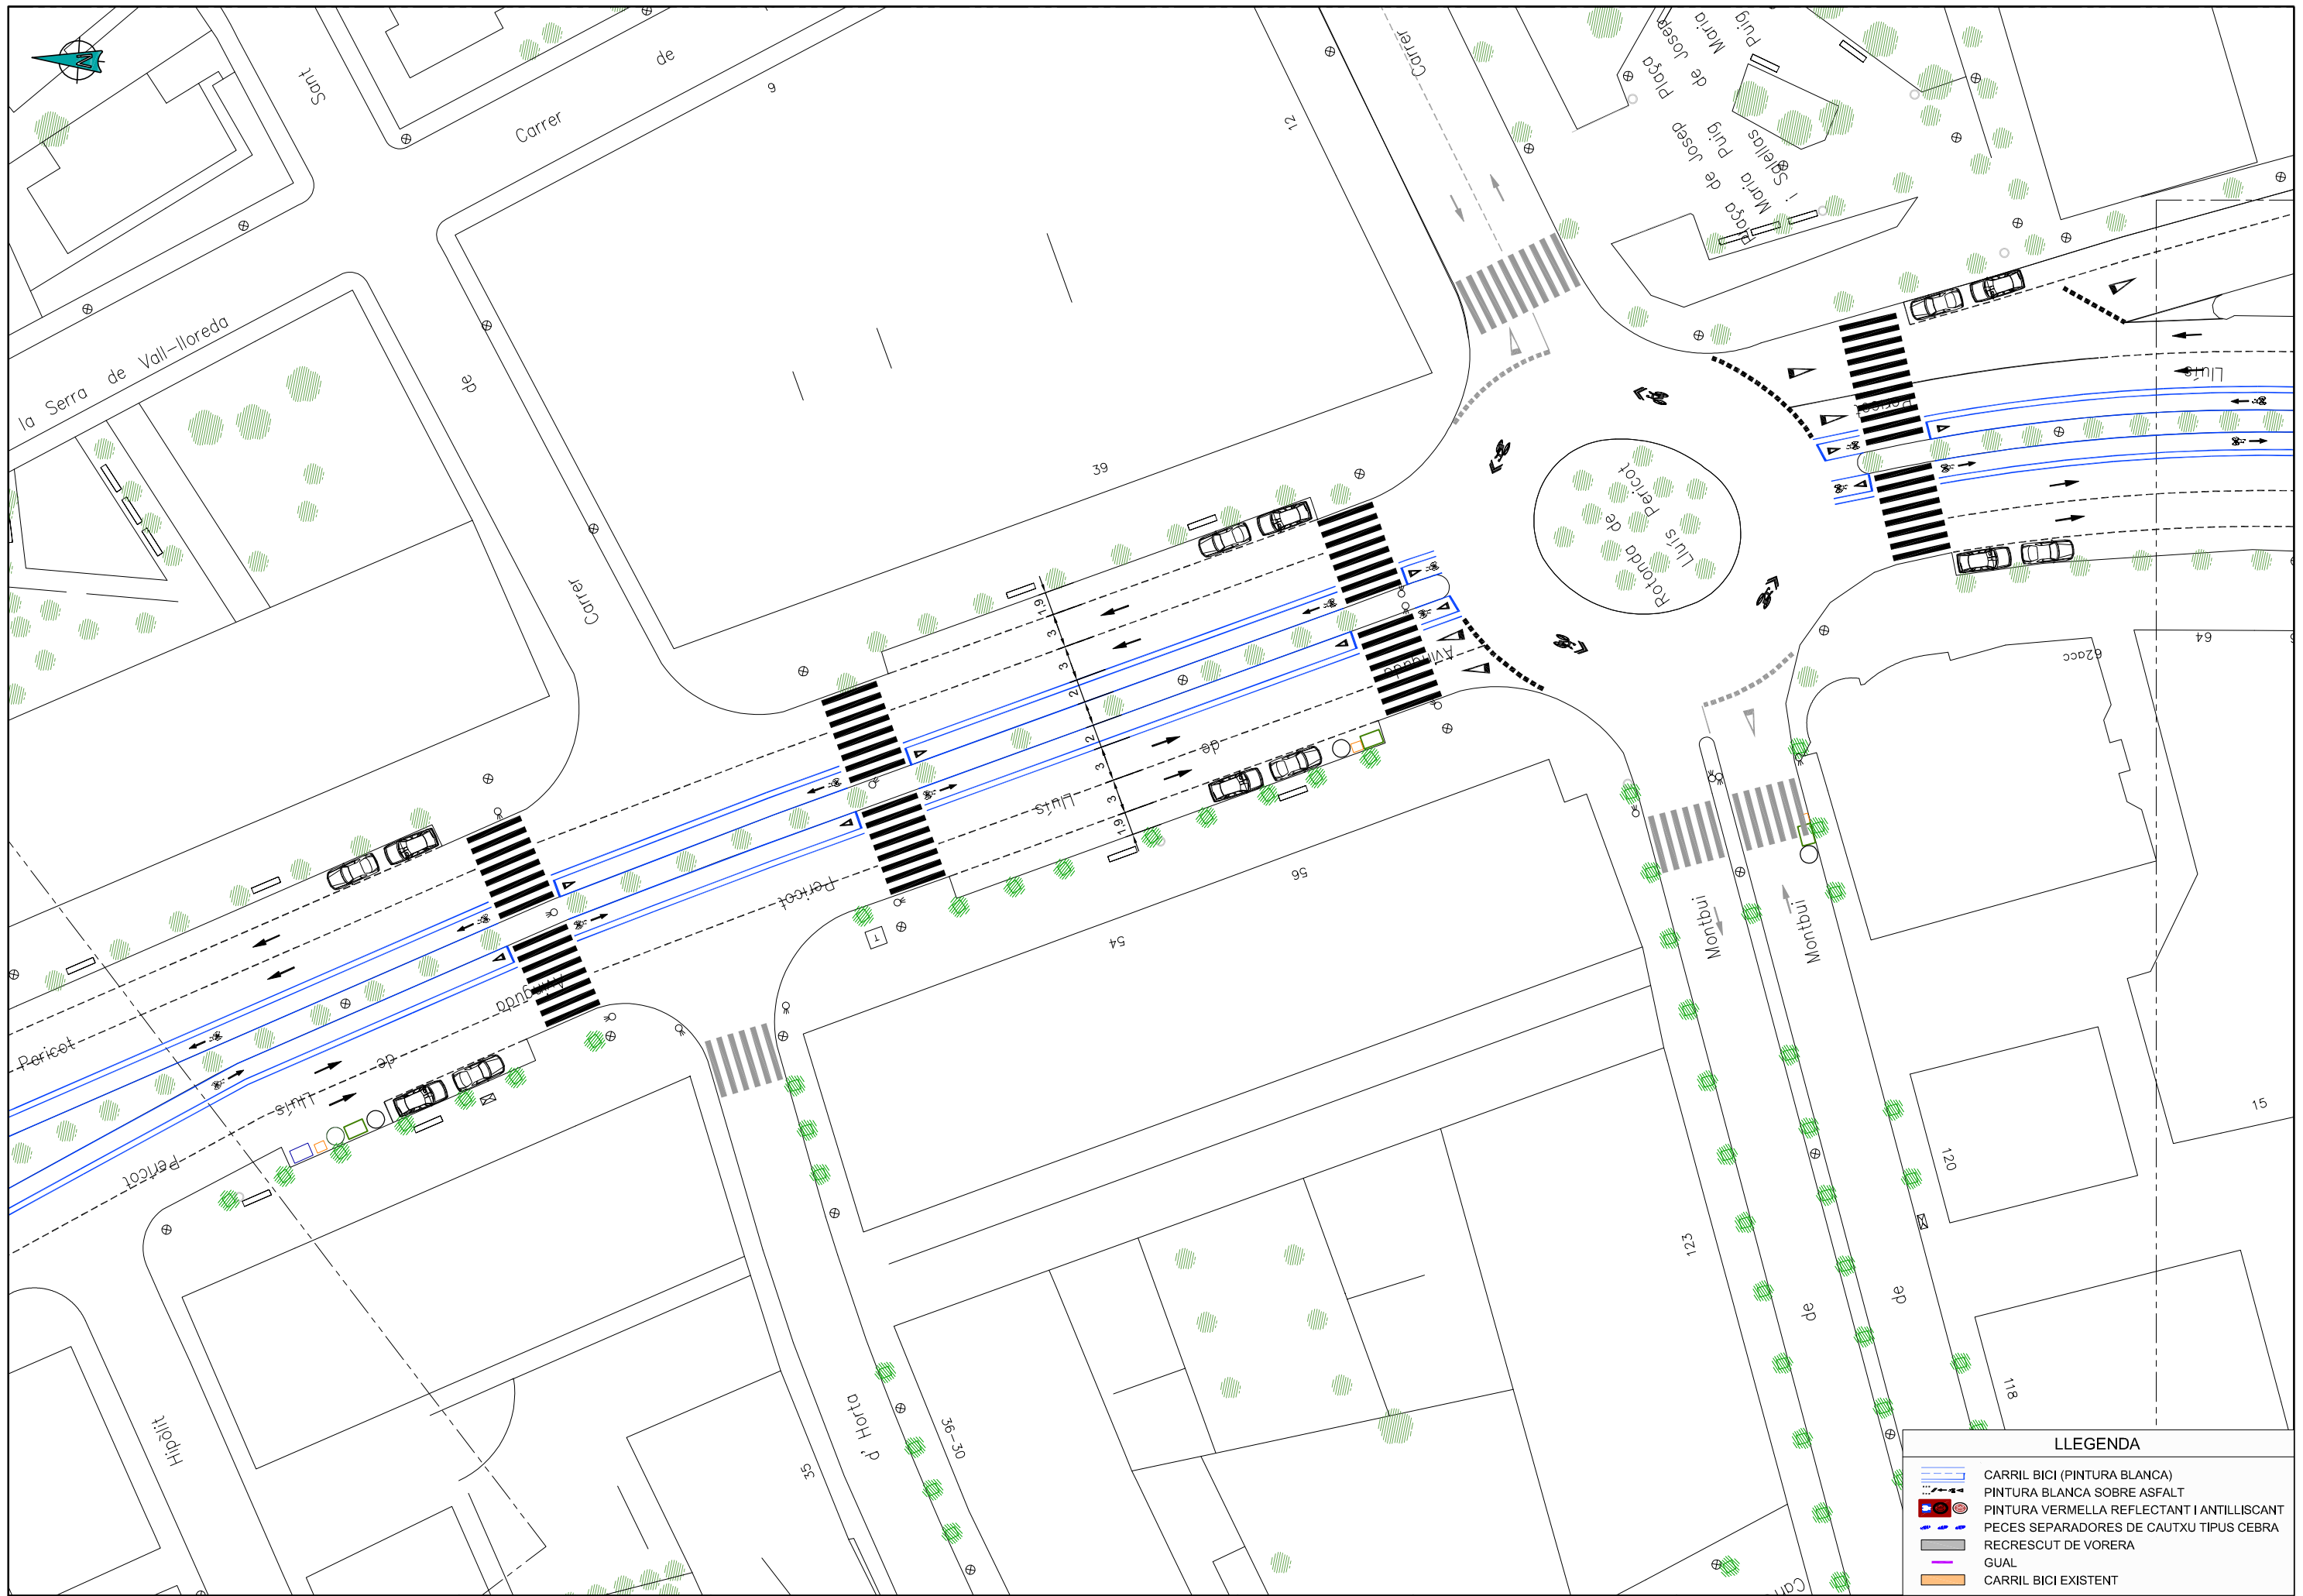 N
Sant
Carrer
de
6
12
Carrer
Plaça
de Josep
Maria
Puig
Plaça
de Josep
Maria Puig
i
Salellas
la Serra de Vall-lloreda
de
Carrer
39
Lluís
Pericot
Rotonda de
Lluís Pericot
1,9
3
3
2
2
3
3
1,9
Avinguda
de
Lluís
Pericot
64
62acc
56
54
T
Pericot
Avinguda
de
Lluís
Pericot
Montbui
Montbui
de
de
123
120
118
15
Hipòlit
d'Horta
36-30
35
LLEGENDA
CARRIL BICI (PINTURA BLANCA)
PINTURA BLANCA SOBRE ASFALT
PINTURA VERMELLA REFLECTANT I ANTILLISCANT
PECES SEPARADORES DE CAUTXU TIPUS CEBRA
RECRESCUT DE VORERA
GUAL
CARRIL BICI EXISTENT